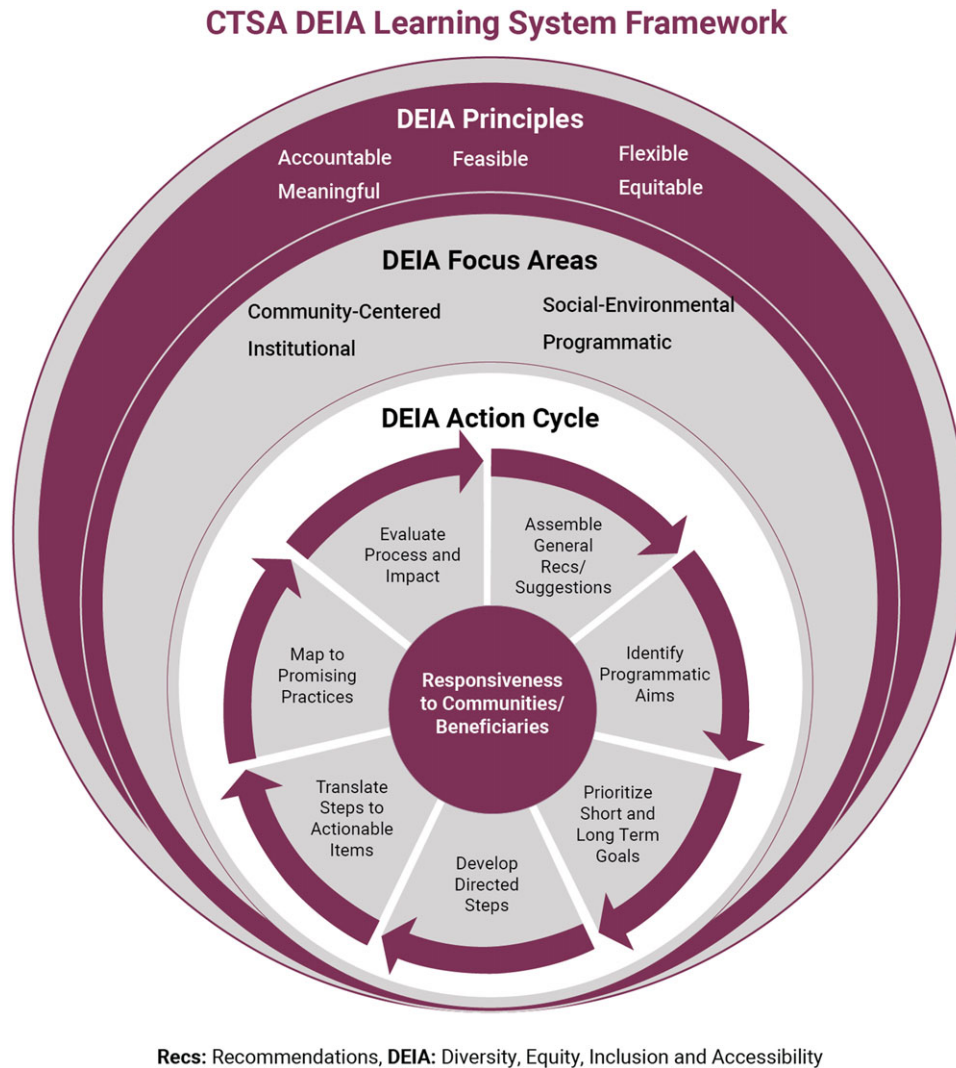 CTSA DEIA Learning System Framework
DEIA Principles
Accountable
Feasible
Flexible
Meaningful
Equitable
DEIA Focus Areas
Community-Centered
Social-Environmental
Institutional
Programmatic
DEIA Action Cycle
Assemble
General
Recs/
Suggestions
Identify
Programmatic
Aims
Prioritize
Short and
Long Term
Goals
Develop
Directed
Steps
Translate
Steps to
Actionable
Items
Map to
Promising
Practices
Evaluate
Process and
Impact
Responsiveness
to Communities/
Beneficiaries
Recs: Recommendations, DEIA: Diversity, Equity, Inclusion and Accessibility